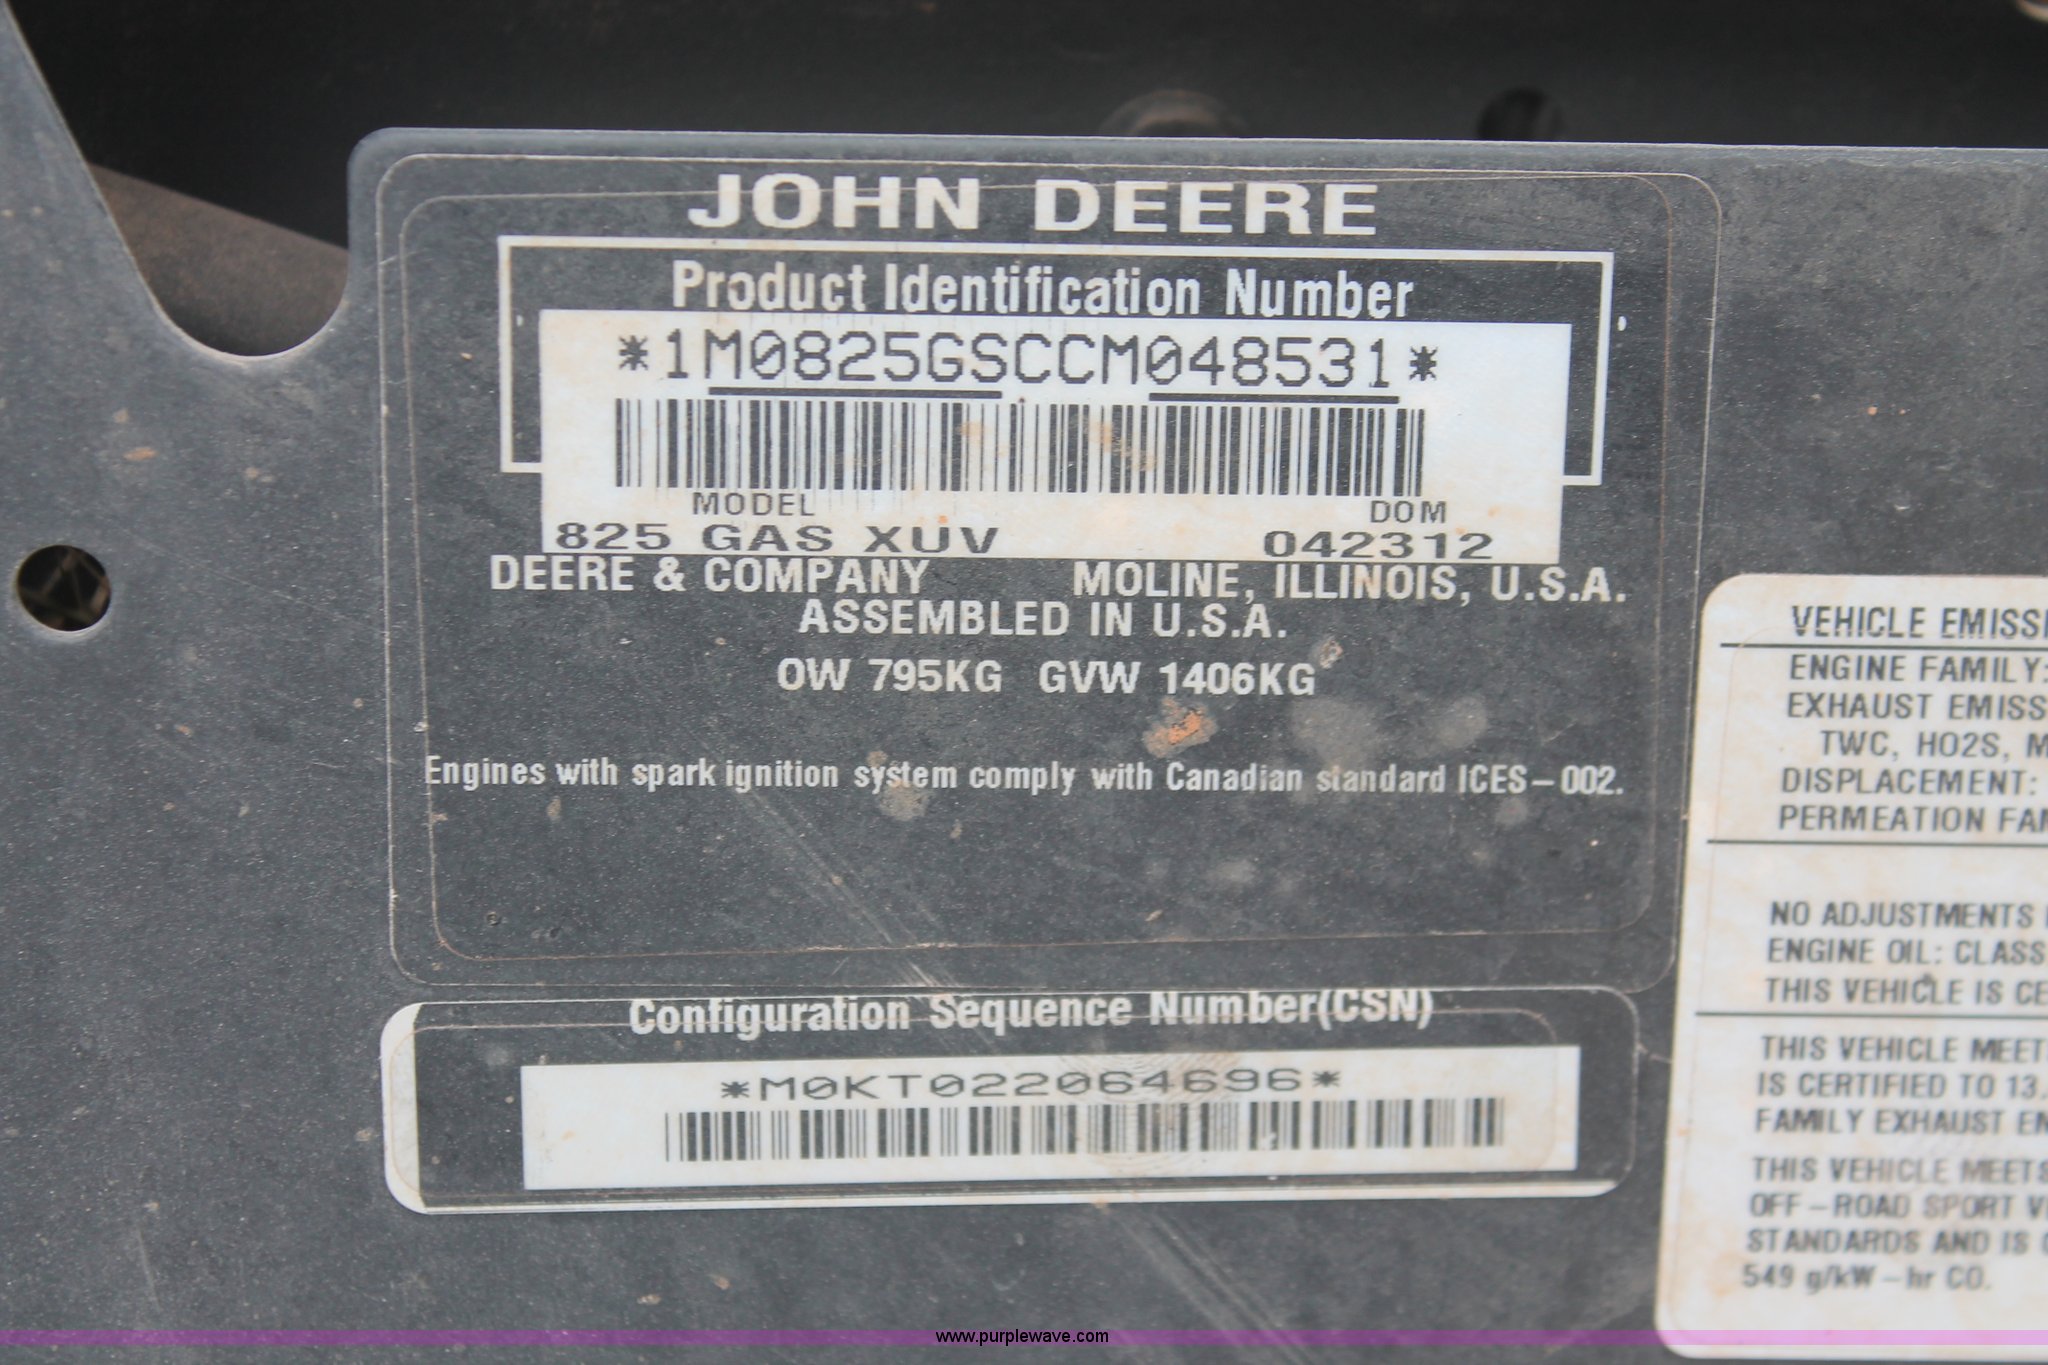 JOHN DEERE
Product Identification Number
*1M0825GSCCM048531*
MODEL DOM
825 GAS XUV 042312
DEERE & COMPANY MOLINE, ILLINOIS, U.S.A.
ASSEMBLED IN U.S.A.
OW 795KG GVW 1406KG
Engines with spark ignition system comply with Canadian standard ICES-002.
Configuration Sequence Number(CSN)
*M0KT022064696*
VEHICLE EMISSI
ENGINE FAMILY:
EXHAUST EMISS
TWC, HO2S, M
DISPLACEMENT:
PERMEATION FAM
NO ADJUSTMENTS
ENGINE OIL: CLASS
THIS VEHICLE IS CE
THIS VEHICLE MEET
IS CERTIFIED TO 13.
FAMILY EXHAUST EN
THIS VEHICLE MEETS
OFF-ROAD SPORT V
STANDARDS AND IS
549 g/kW-hr CO.
www.purplewave.com